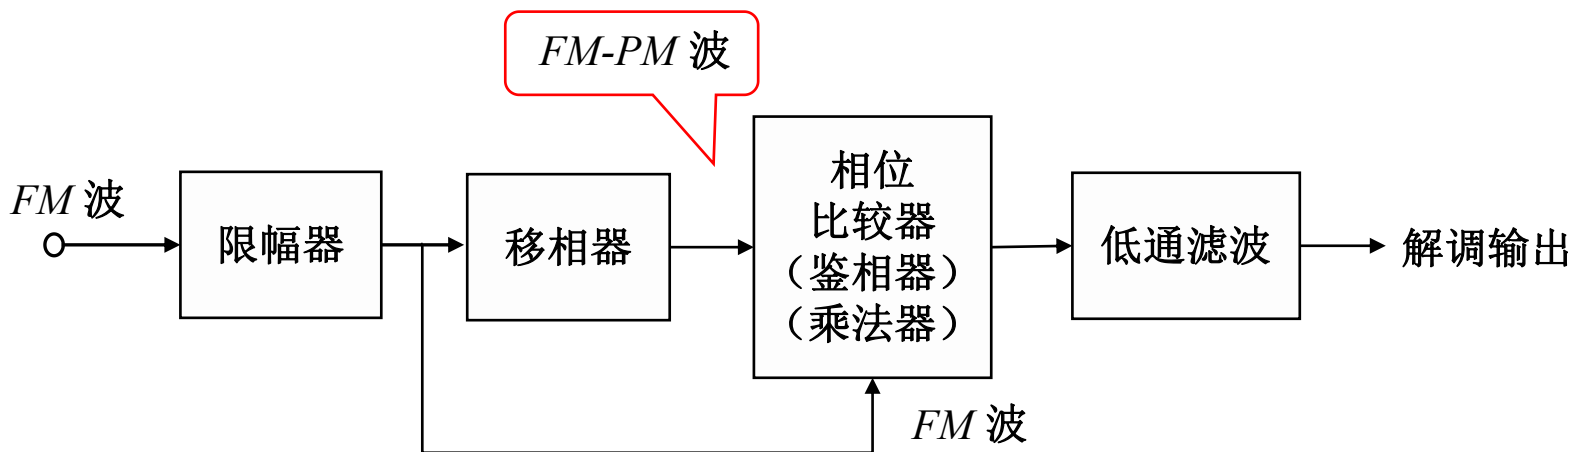 FM-PM 波
FM 波
限幅器
移相器
相位
比较器
（鉴相器）
（乘法器）
低通滤波
解调输出
FM 波